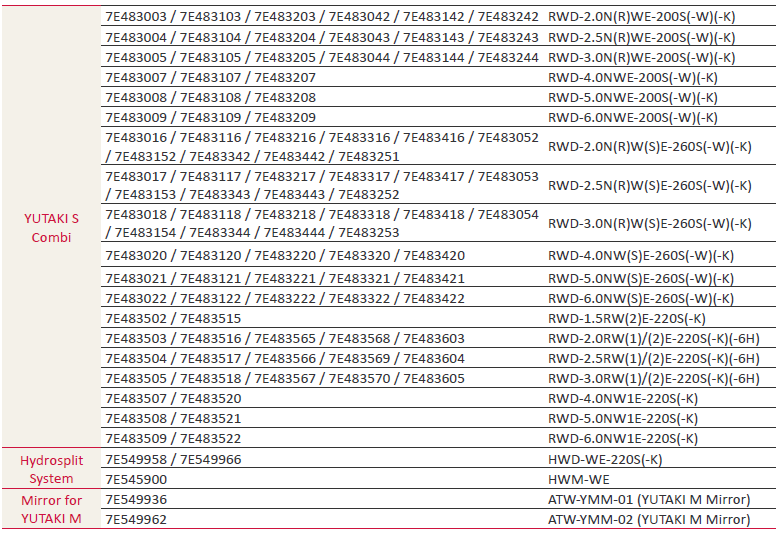 7E483003 / 7E483103 / 7E483203 / 7E483042 / 7E483142 / 7E483242 RWD-2.0N(R)WE-200S(-W)(-K)
7E483004 / 7E483104 / 7E483204 / 7E483043 / 7E483143 / 7E483243 RWD-2.5N(R)WE-200S(-W)(-K)
7E483005 / 7E483105 / 7E483205 / 7E483044 / 7E483144 / 7E483244 RWD-3.0N(R)WE-200S(-W)(-K)
7E483007 / 7E483107 / 7E483207 RWD-4.0NWE-200S(-W)(-K)
7E483008 / 7E483108 / 7E483208 RWD-5.0NWE-200S(-W)(-K)
7E483009 / 7E483109 / 7E483209 RWD-6.0NWE-200S(-W)(-K)
7E483016 / 7E483116 / 7E483216 / 7E483316 / 7E483416 / 7E483052
/ 7E483152 / 7E483342 / 7E483442 / 7E483251 RWD-2.0N(R)W(S)E-260S(-W)(-K)
7E483017 / 7E483117 / 7E483217 / 7E483317 / 7E483417 / 7E483053
/ 7E483153 / 7E483343 / 7E483443 / 7E483252 RWD-2.5N(R)W(S)E-260S(-W)(-K)
YUTAKI S
Combi
7E483018 / 7E483118 / 7E483218 / 7E483318 / 7E483418 / 7E483054
/ 7E483154 / 7E483344 / 7E483444 / 7E483253 RWD-3.0N(R)W(S)E-260S(-W)(-K)
7E483020 / 7E483120 / 7E483220 / 7E483320 / 7E483420 RWD-4.0NW(S)E-260S(-W)(-K)
7E483021 / 7E483121 / 7E483221 / 7E483321 / 7E483421 RWD-5.0NW(S)E-260S(-W)(-K)
7E483022 / 7E483122 / 7E483222 / 7E483322 / 7E483422 RWD-6.0NW(S)E-260S(-W)(-K)
7E483502 / 7E483515 RWD-1.5RW(2)E-220S(-K)
7E483503 / 7E483516 / 7E483565 / 7E483568 / 7E483603 RWD-2.0RW(1)/(2)E-220S(-K)(-6H)
7E483504 / 7E483517 / 7E483566 / 7E483569 / 7E483604 RWD-2.5RW(1)/(2)E-220S(-K)(-6H)
7E483505 / 7E483518 / 7E483567 / 7E483570 / 7E483605 RWD-3.0RW(1)/(2)E-220S(-K)(-6H)
7E483507 / 7E483520 RWD-4.0NW1E-220S(-K)
7E483508 / 7E483521 RWD-5.0NW1E-220S(-K)
7E483509 / 7E483522 RWD-6.0NW1E-220S(-K)
Hydrosplit
System
7E549958 / 7E549966 HWD-WE-220S(-K)
7E545900 HWM-WE
Mirror for
YUTAKI M
7E549936 ATW-YMM-01 (YUTAKI M Mirror)
7E549962 ATW-YMM-02 (YUTAKI M Mirror)